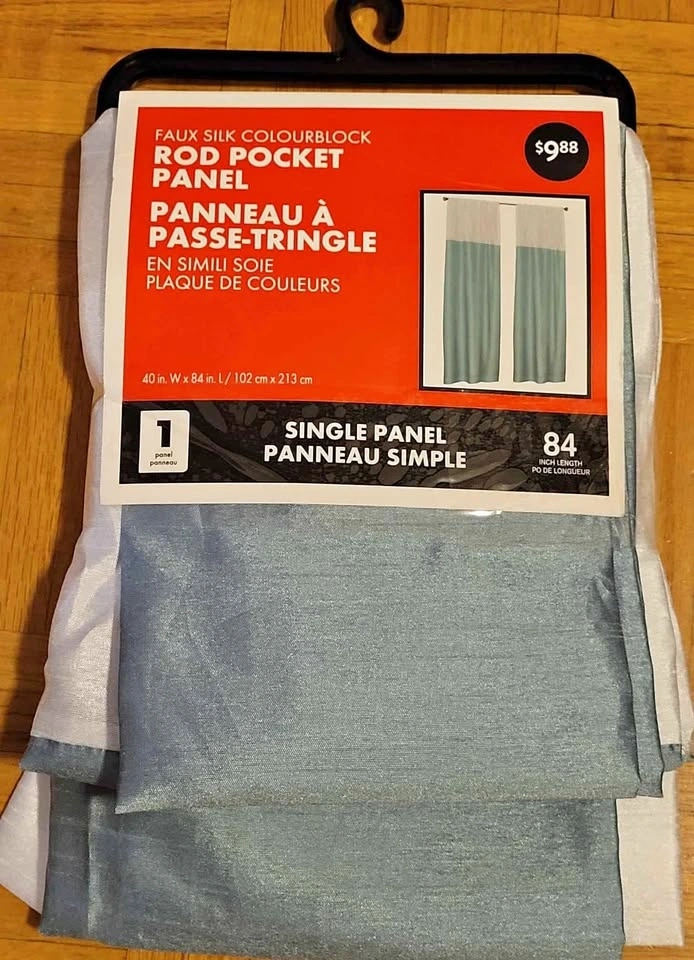 FAUX SILK COLOURBLOCK
ROD POCKET
PANEL
$9.88
PANNEAU À
PASSE-TRINGLE
EN SIMILI SOIE
PLAQUE DE COULEURS
40 in. W x 84 in. L / 102 cm x 213 cm
1
panel
panneau
SINGLE PANEL
PANNEAU SIMPLE
84
INCH LENGTH
PO DE LONGUEUR